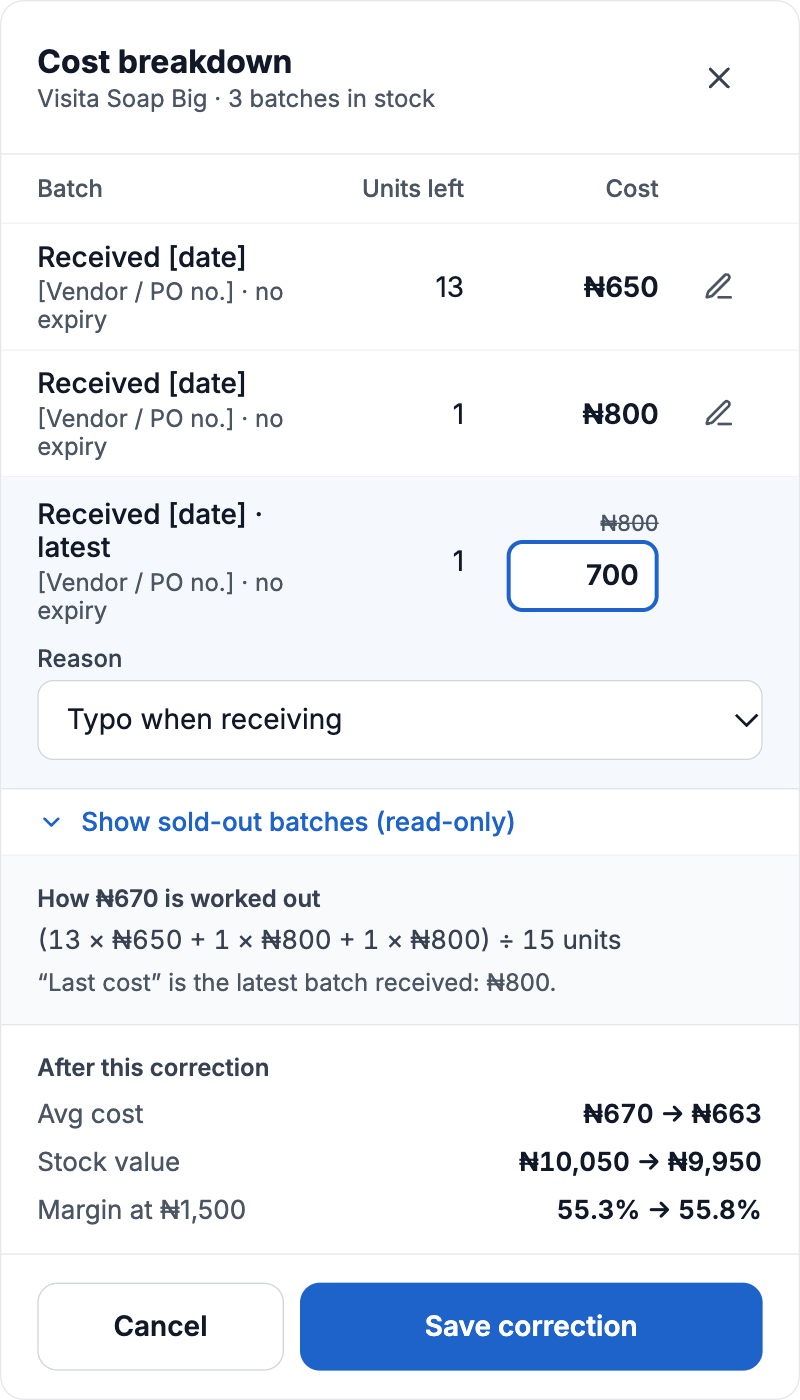 Cost breakdown
Visita Soap Big · 3 batches in stock
Batch Units left Cost
Received [date]
[Vendor / PO no.] · no
expiry
13 ₦650
Received [date]
[Vendor / PO no.] · no
expiry
1 ₦800
Received [date] ·
latest
[Vendor / PO no.] · no
expiry
1
₦800
700
Reason
Typo when receiving
Show sold-out batches (read-only)
How ₦670 is worked out
(13 × ₦650 + 1 × ₦800 + 1 × ₦800) ÷ 15 units
“Last cost” is the latest batch received: ₦800.
After this correction
Avg cost ₦670 → ₦663
Stock value ₦10,050 → ₦9,950
Margin at ₦1,500 55.3% → 55.8%
Cancel Save correction